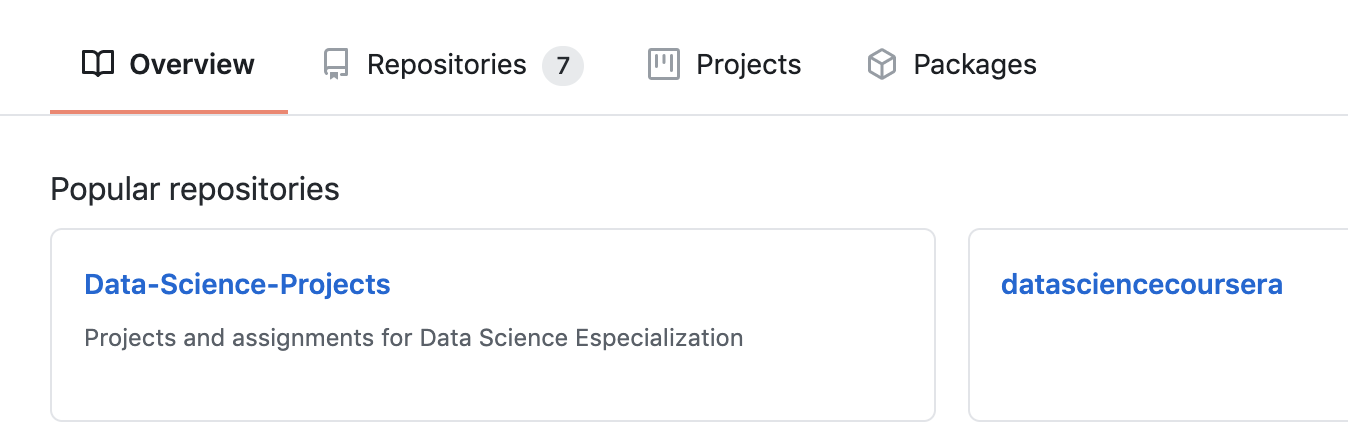 Overview Repositories 7 Projects Packages
Popular repositories
Data-Science-Projects
Projects and assignments for Data Science Especialization
datasciencecoursera